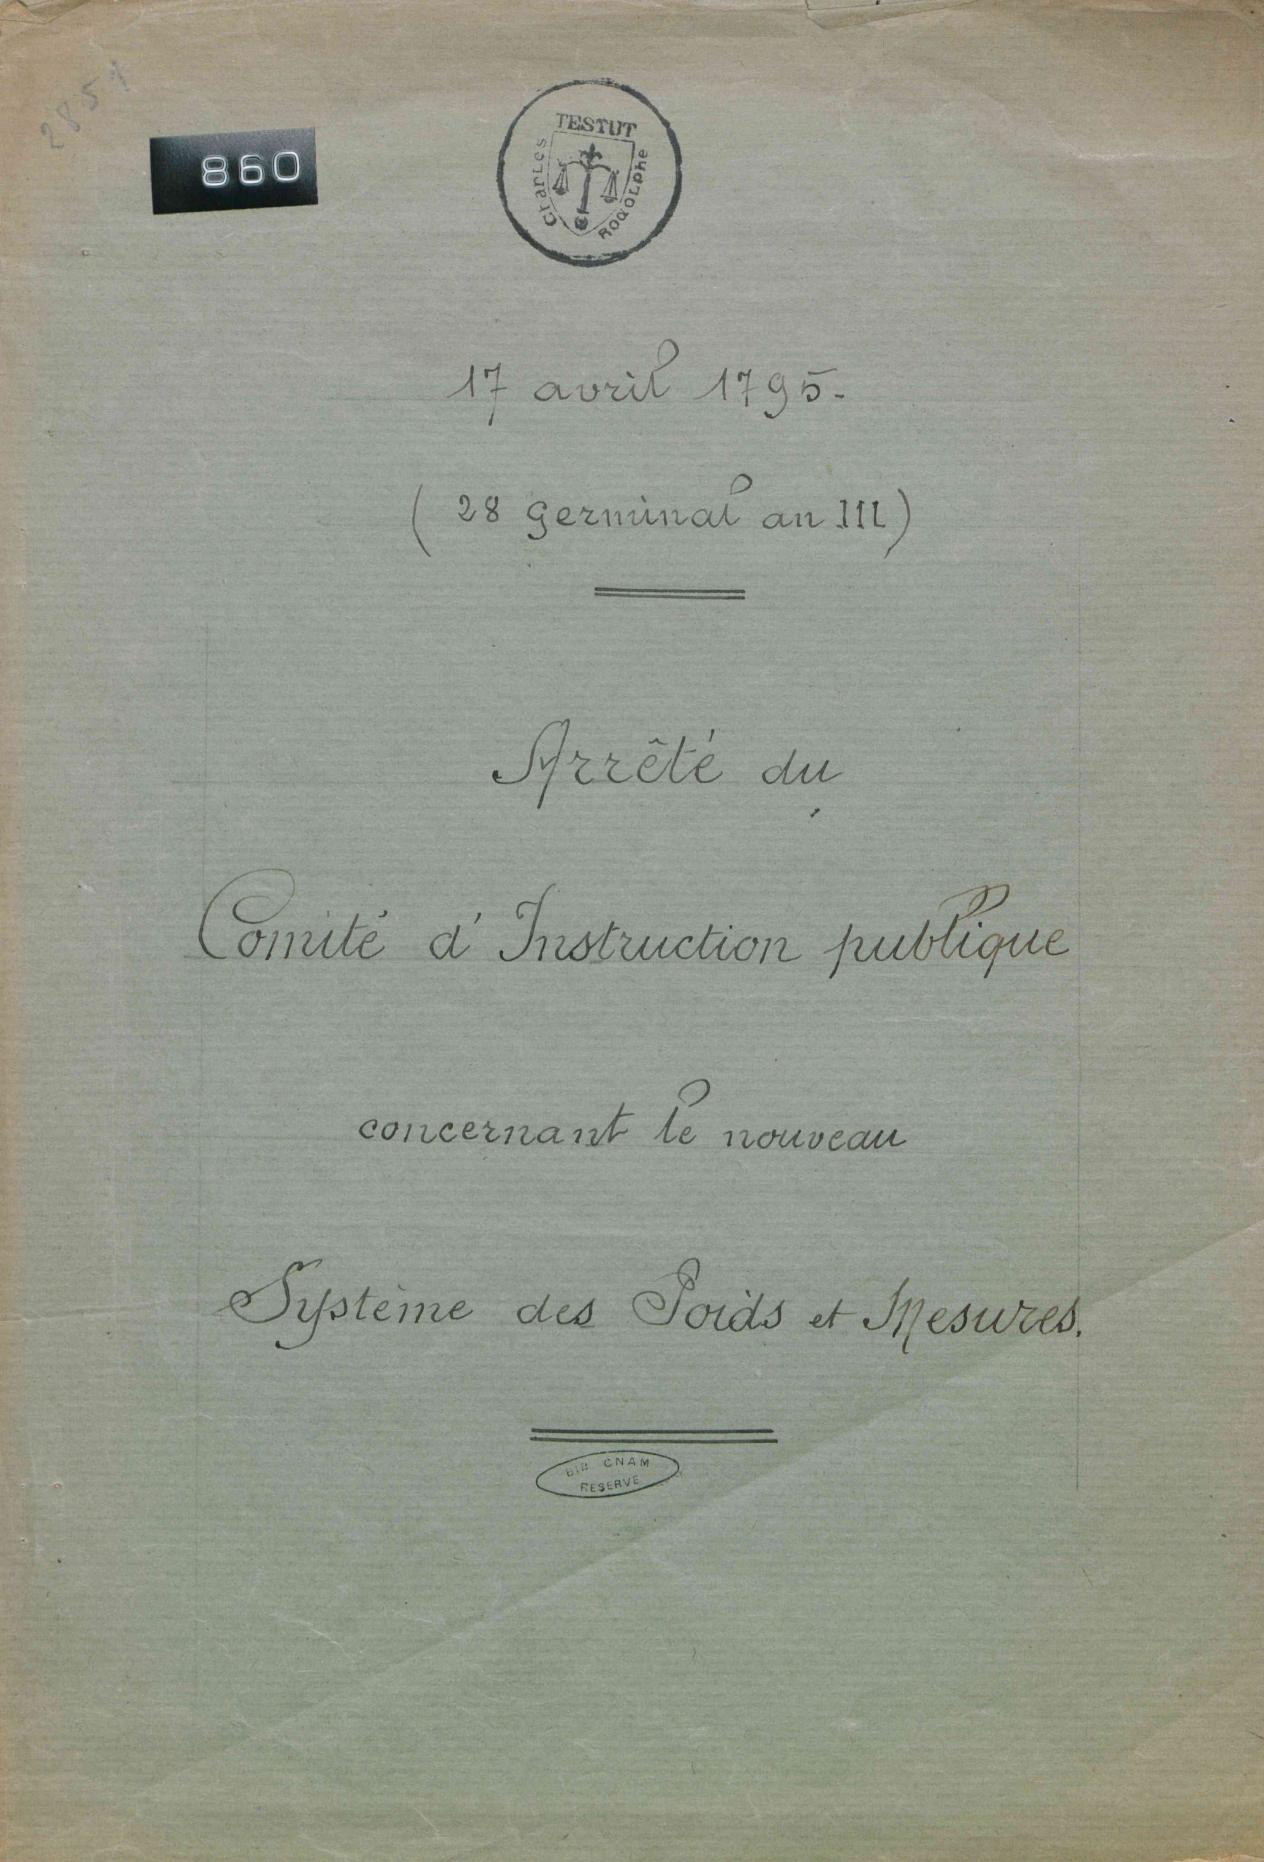 2851
860
TESTUT
CHARLES
RODOLPHE
17 avril 1795.
(28 Germinal an III)
Arrêté du
Comité d'Instruction publique
concernant le nouveau
Système des Poids et Mesures.
BIB CNAM
RESERVE